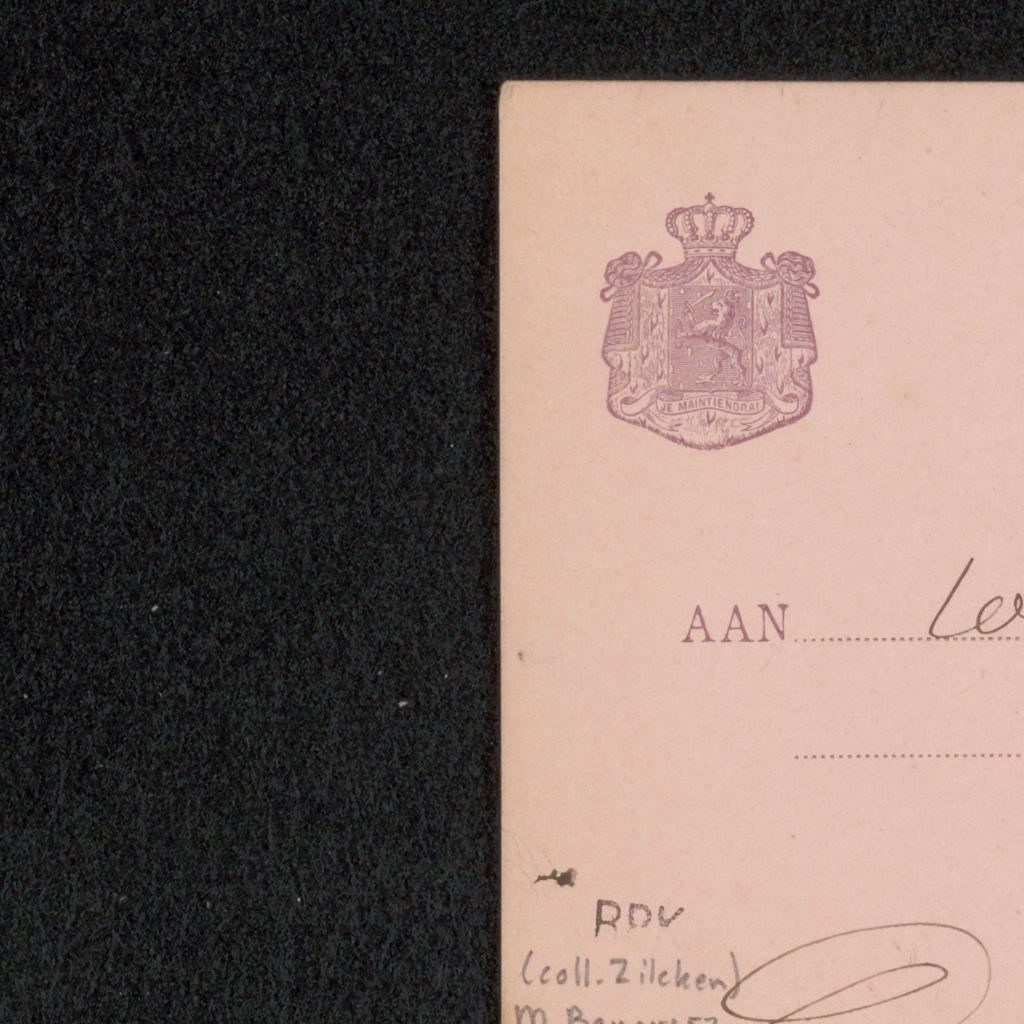 JE MAINTIENDRAI
AAN
RDV
(coll. Zilcken)
M.